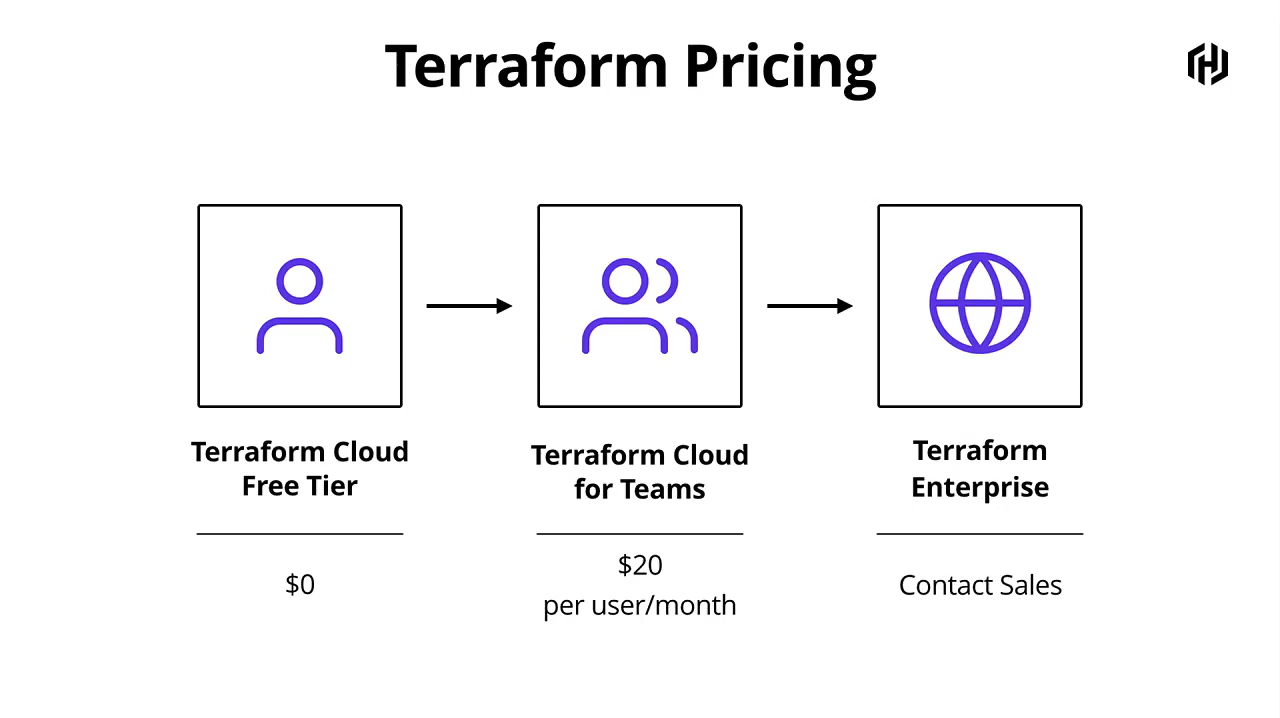 Terraform Pricing
Terraform Cloud
Free Tier
$0
Terraform Cloud
for Teams
$20
per user/month
Terraform
Enterprise
Contact Sales